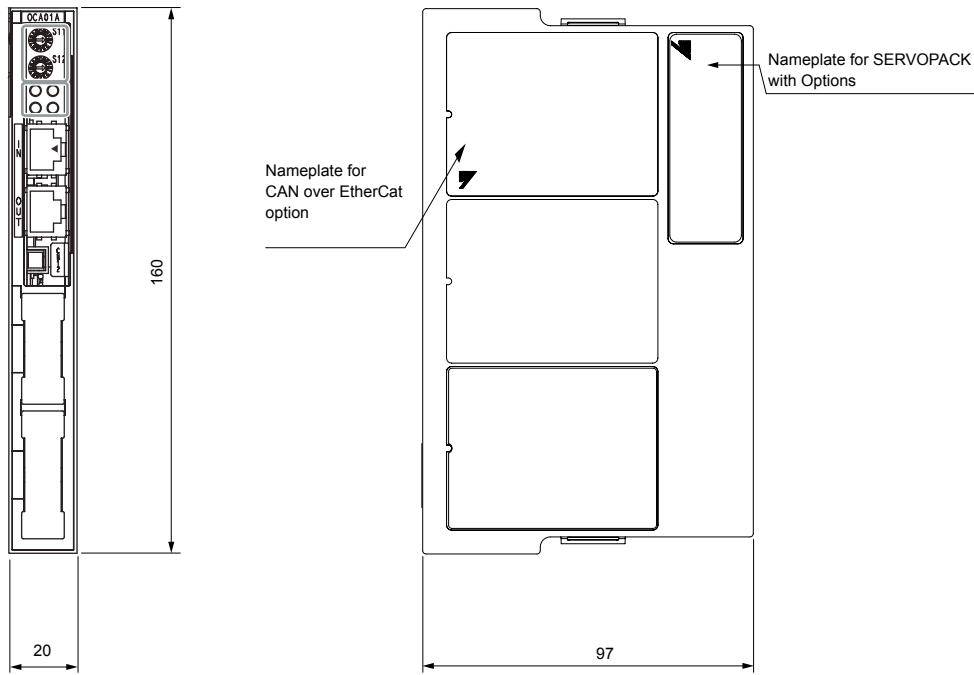 OCA01A
S11
S12
IN
OUT
CN12
160
20
Nameplate for
CAN over EtherCat
option
Nameplate for SERVOPACK
with Options
97